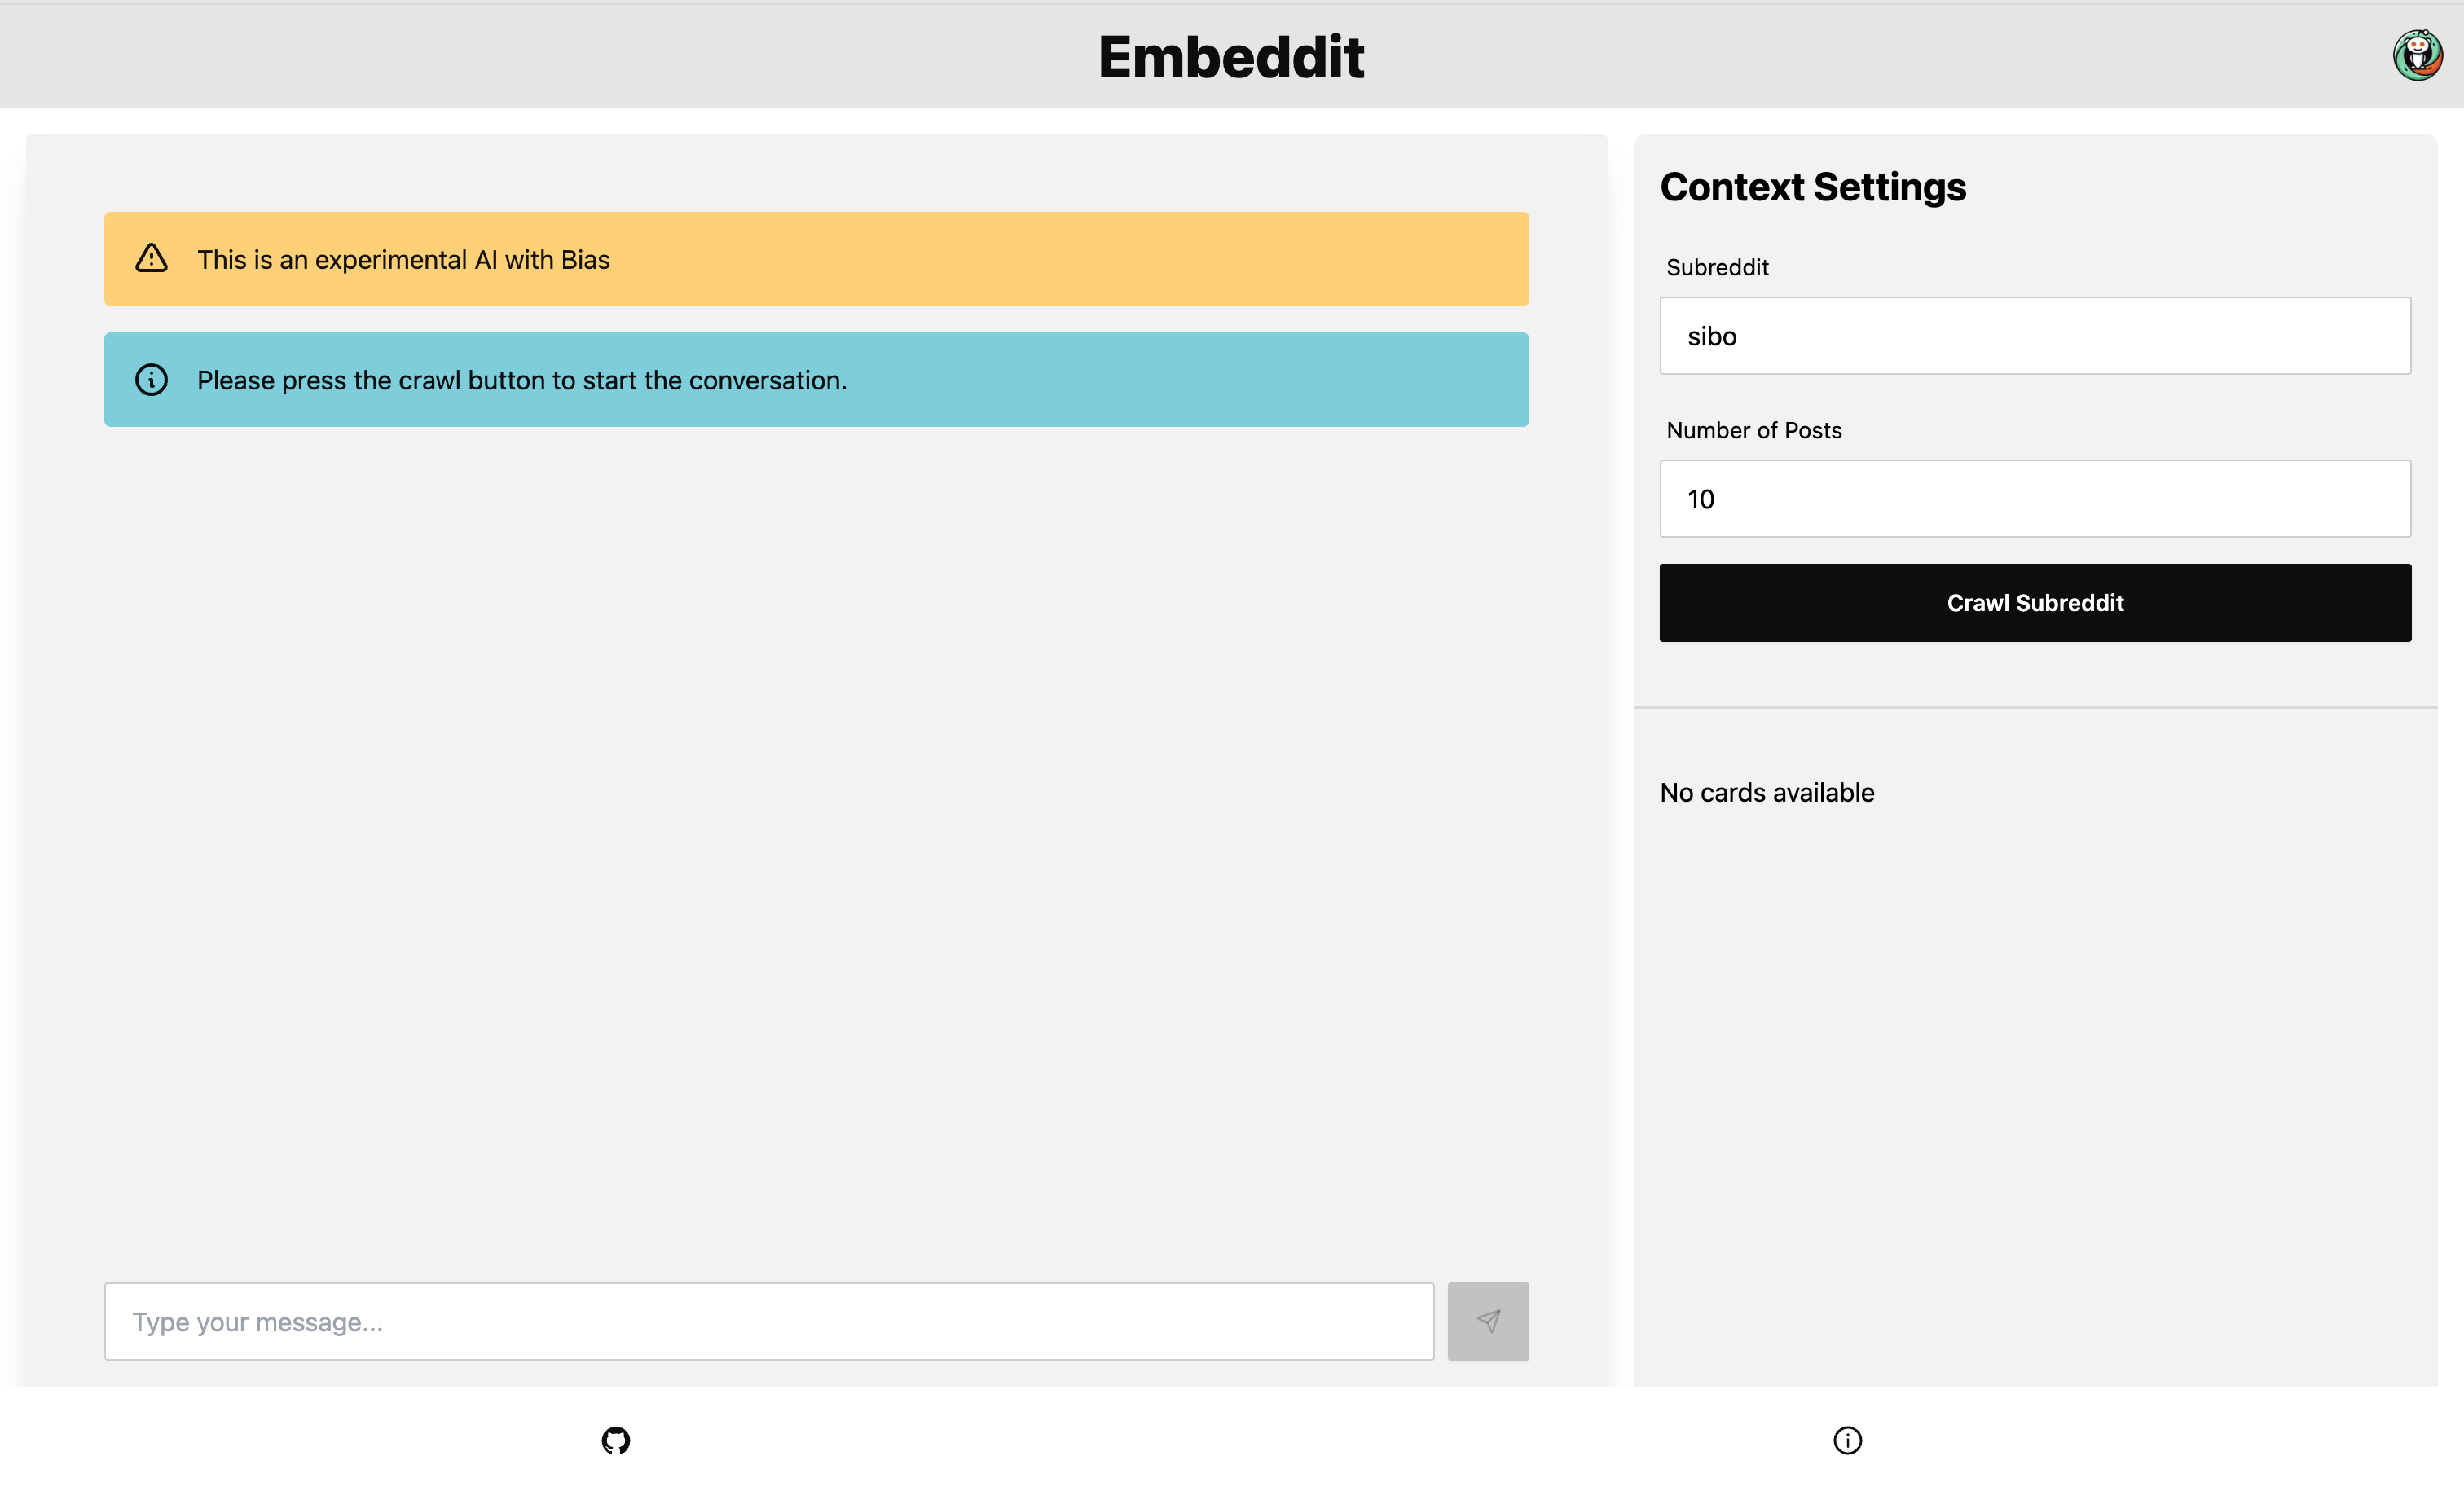 Embeddit
This is an experimental AI with Bias
Please press the crawl button to start the conversation.
Type your message...
Context Settings
Subreddit
sibo
Number of Posts
10
Crawl Subreddit
No cards available